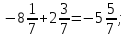 −8 1/7 + 2 3/7 = −5 5/7;